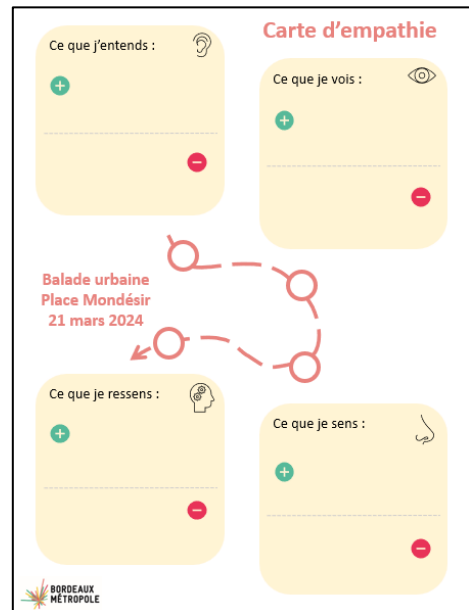 Carte d’empathie
Ce que j’entends :
+
-
Ce que je vois :
+
-
Balade urbaine
Place Mondésir
21 mars 2024
Ce que je ressens :
+
-
Ce que je sens :
+
-
BORDEAUX
MÉTROPOLE